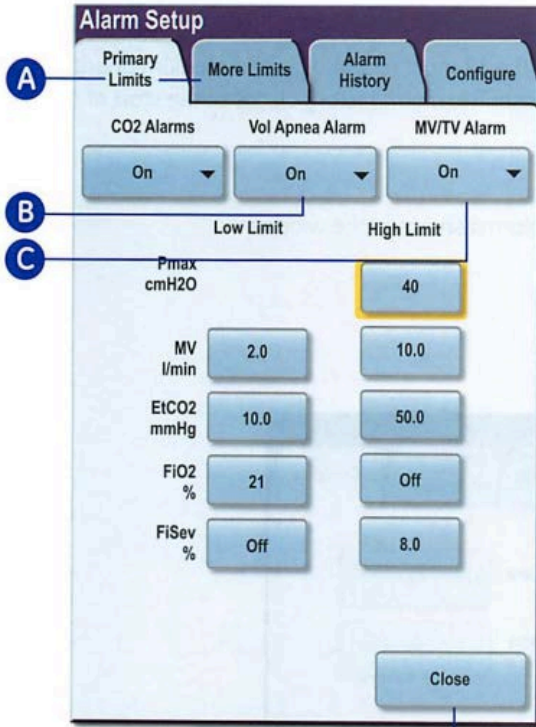 Alarm Setup
Primary Limits
More Limits
Alarm History
Configure
A
CO2 Alarms Vol Apnea Alarm MV/TV Alarm
On On On
B
Low Limit High Limit
C
Pmax
cmH2O
40
MV
l/min
2.0 10.0
EtCO2
mmHg
10.0 50.0
FiO2
%
21 Off
FiSev
%
Off 8.0
Close